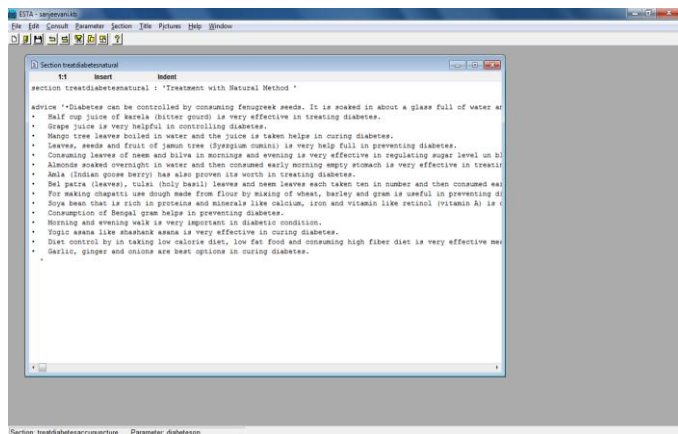 ESTA - sanjeevani.kb
File Edit Consult Parameter Section Title Pictures Help Window
Section treatdiabetesnatural
1:1 Insert Indent
section treatdiabetesnatural : 'Treatment with Natural Method '
advice '•Diabetes can be controlled by consuming fenugreek seeds. It is soaked in about a glass full of water an
• Half cup juice of karela (bitter gourd) is very effective in treating diabetes.
• Grape juice is very helpful in controlling diabetes.
• Mango tree leaves boiled in water and the juice is taken helps in curing diabetes.
• Leaves, seeds and fruit of jamun tree (Syszgium cumini) is very help full in preventing diabetes.
• Consuming leaves of neem and bilva in mornings and evening is very effective in regulating sugar level un bl
• Almonds soaked overnight in water and then consumed early morning empty stomach is very effective in treatin
• Amla (Indian goose berry) has also proven its worth in treating diabetes.
• Bel patra (leaves), tulsi (holy basil) leaves and neem leaves each taken ten in number and then consumed ea
• For making chapatti use dough made from flour by mixing of wheat, barley and gram is useful in preventing di
• Soya bean that is rich in proteins and minerals like calcium, iron and vitamin like retinol (vitamin A) is
• Consumption of Bengal gram helps in preventing diabetes.
• Morning and evening walk is very important in diabetic condition.
• Yogic asana like shashank asana is very effective in curing diabetes.
• Diet control by in taking low calorie diet, low fat food and consuming high fiber diet is very effective me
• Garlic, ginger and onions are best options in curing diabetes.
Section: treatdiabetesaccupuncture Parameter: diabetesop